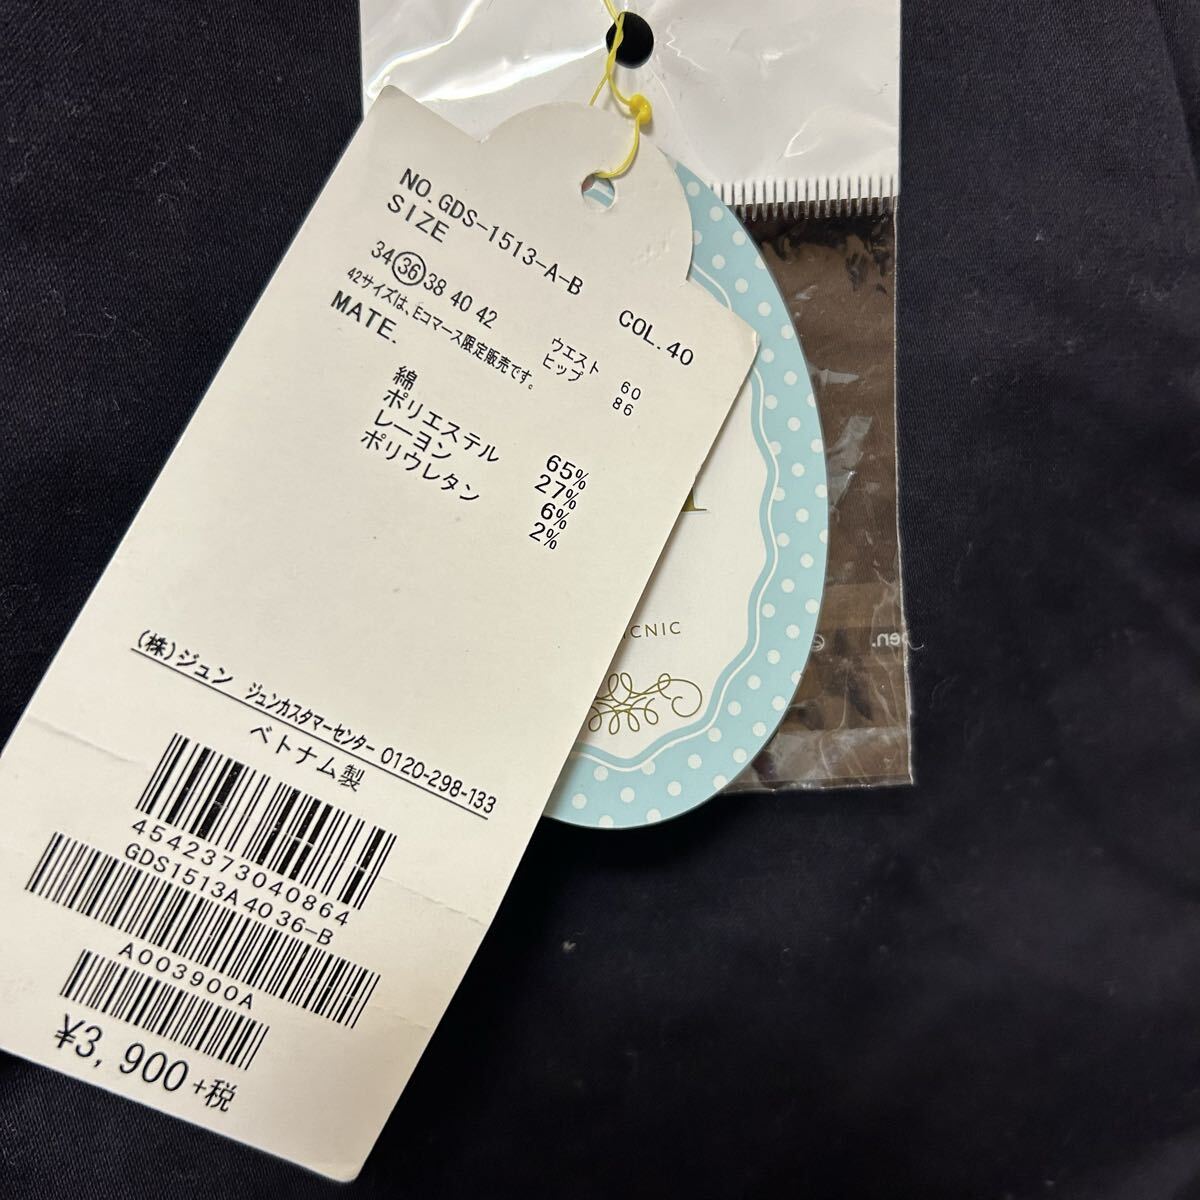 NO.GDS-1513-A-B COL.40
SIZE
34 36 38 40 42
ウエスト 60
ヒップ 86
42サイズは、Eコマース限定販売です。
MATE.
綿 65%
ポリエステル 27%
レーヨン 6%
ポリウレタン 2%
(株)ジュン ジュンカスタマーセンター 0120-298-133
ベトナム製
4542373040864
GDS1513A4036-B
A003900A
¥3,900+税
CNIC
pen.